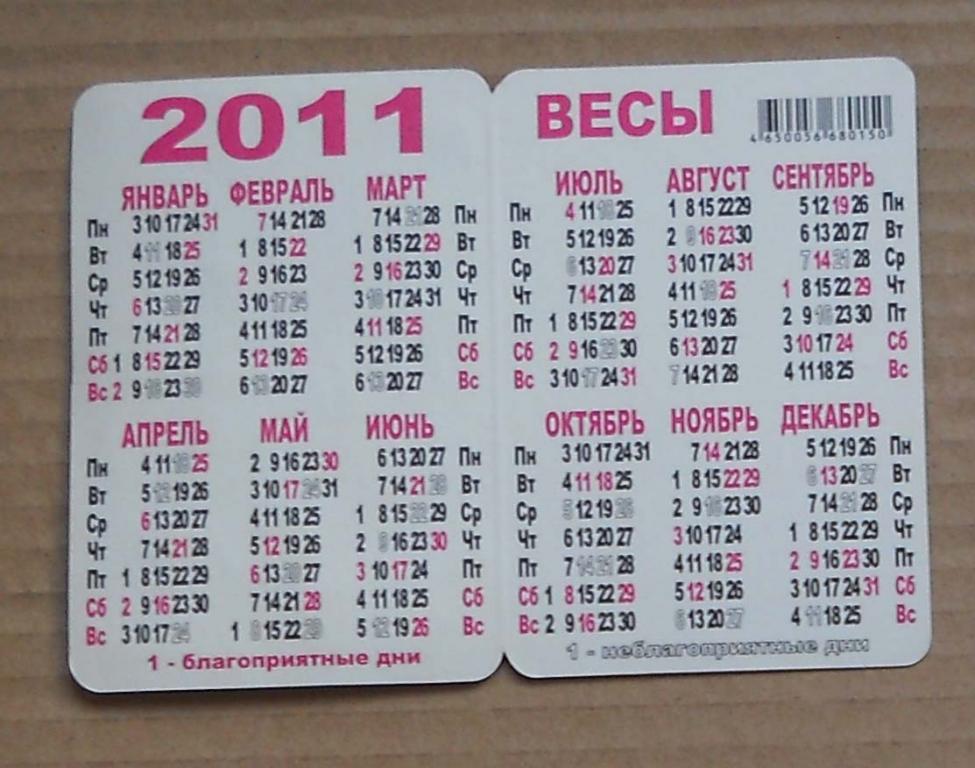 2011
ЯНВАРЬ ФЕВРАЛЬ МАРТ
Пн 3 10 17 24 31 7 14 21 28 7 14 21 28 Пн
Вт 4 11 18 25 1 8 15 22 1 8 15 22 29 Вт
Ср 5 12 19 26 2 9 16 23 2 9 16 23 30 Ср
Чт 6 13 20 27 3 10 17 24 3 10 17 24 31 Чт
Пт 7 14 21 28 4 11 18 25 4 11 18 25 Пт
Сб 1 8 15 22 29 5 12 19 26 5 12 19 26 Сб
Вс 2 9 16 23 30 6 13 20 27 6 13 20 27 Вс
АПРЕЛЬ МАЙ ИЮНЬ
Пн 4 11 18 25 2 9 16 23 30 6 13 20 27 Пн
Вт 5 12 19 26 3 10 17 24 31 7 14 21 28 Вт
Ср 6 13 20 27 4 11 18 25 1 8 15 22 29 Ср
Чт 7 14 21 28 5 12 19 26 2 9 16 23 30 Чт
Пт 1 8 15 22 29 6 13 20 27 3 10 17 24 Пт
Сб 2 9 16 23 30 7 14 21 28 4 11 18 25 Сб
Вс 3 10 17 24 1 8 15 22 29 5 12 19 26 Вс
1 - благоприятные дни
ВЕСЫ
4 650056 680150
ИЮЛЬ АВГУСТ СЕНТЯБРЬ
Пн 4 11 18 25 1 8 15 22 29 5 12 19 26 Пн
Вт 5 12 19 26 2 9 16 23 30 6 13 20 27 Вт
Ср 6 13 20 27 3 10 17 24 31 7 14 21 28 Ср
Чт 7 14 21 28 4 11 18 25 1 8 15 22 29 Чт
Пт 1 8 15 22 29 5 12 19 26 2 9 16 23 30 Пт
Сб 2 9 16 23 30 6 13 20 27 3 10 17 24 Сб
Вс 3 10 17 24 31 7 14 21 28 4 11 18 25 Вс
ОКТЯБРЬ НОЯБРЬ ДЕКАБРЬ
Пн 3 10 17 24 31 7 14 21 28 5 12 19 26 Пн
Вт 4 11 18 25 1 8 15 22 29 6 13 20 27 Вт
Ср 5 12 19 26 2 9 16 23 30 7 14 21 28 Ср
Чт 6 13 20 27 3 10 17 24 1 8 15 22 29 Чт
Пт 7 14 21 28 4 11 18 25 2 9 16 23 30 Пт
Сб 1 8 15 22 29 5 12 19 26 3 10 17 24 31 Сб
Вс 2 9 16 23 30 6 13 20 27 4 11 18 25 Вс
1 - неблагоприятные дни